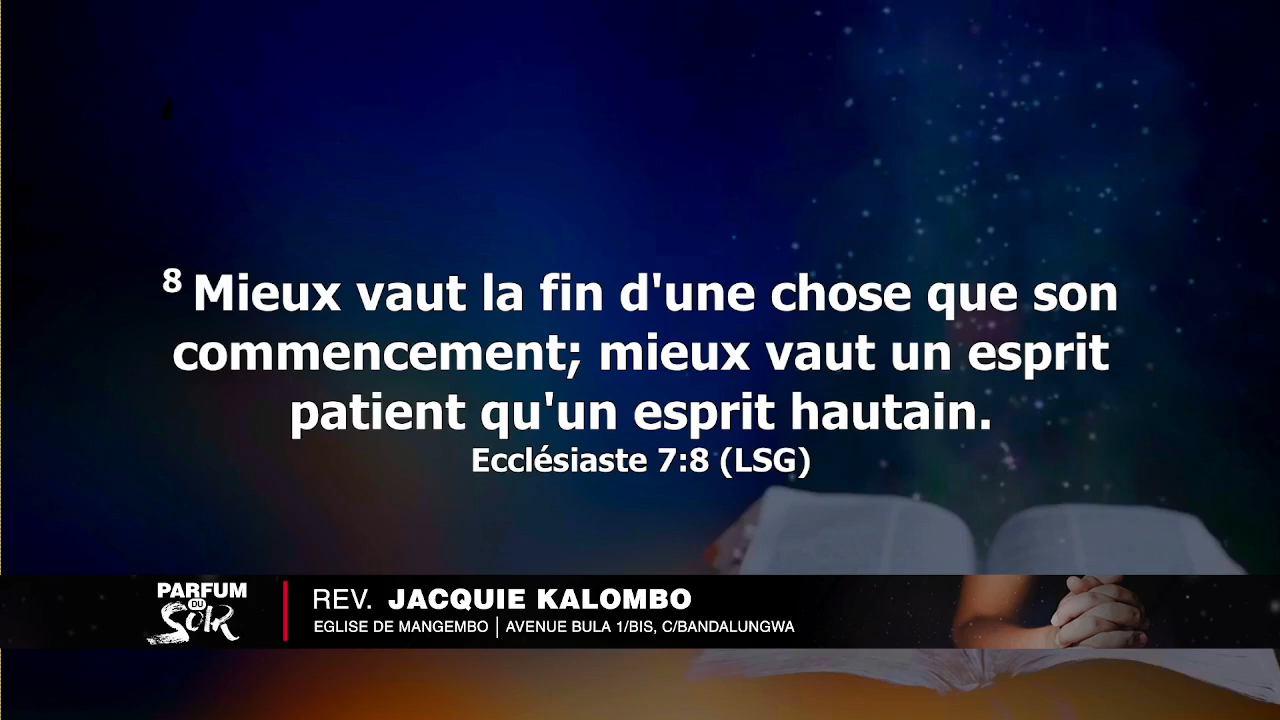 8 Mieux vaut la fin d'une chose que son
commencement; mieux vaut un esprit
patient qu'un esprit hautain.
Ecclésiaste 7:8 (LSG)
PARFUM
DU
SOIR
REV. JACQUIE KALOMBO
EGLISE DE MANGEMBO | AVENUE BULA 1/BIS, C/BANDALUNGWA